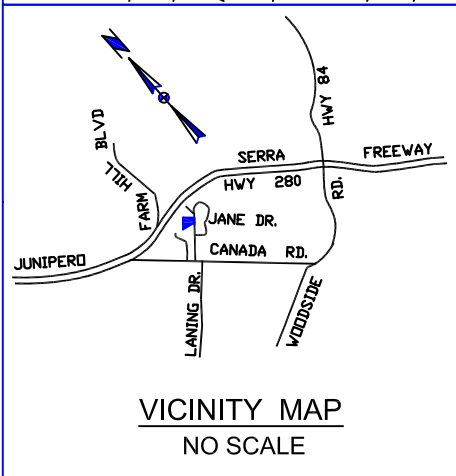 HWY 84
BLVD
HILL
FARM
SERRA
FREEWAY
HWY 280
RD.
JANE DR.
CANADA RD.
JUNIPERO
LANING DR.
WOODSIDE
VICINITY MAP
NO SCALE